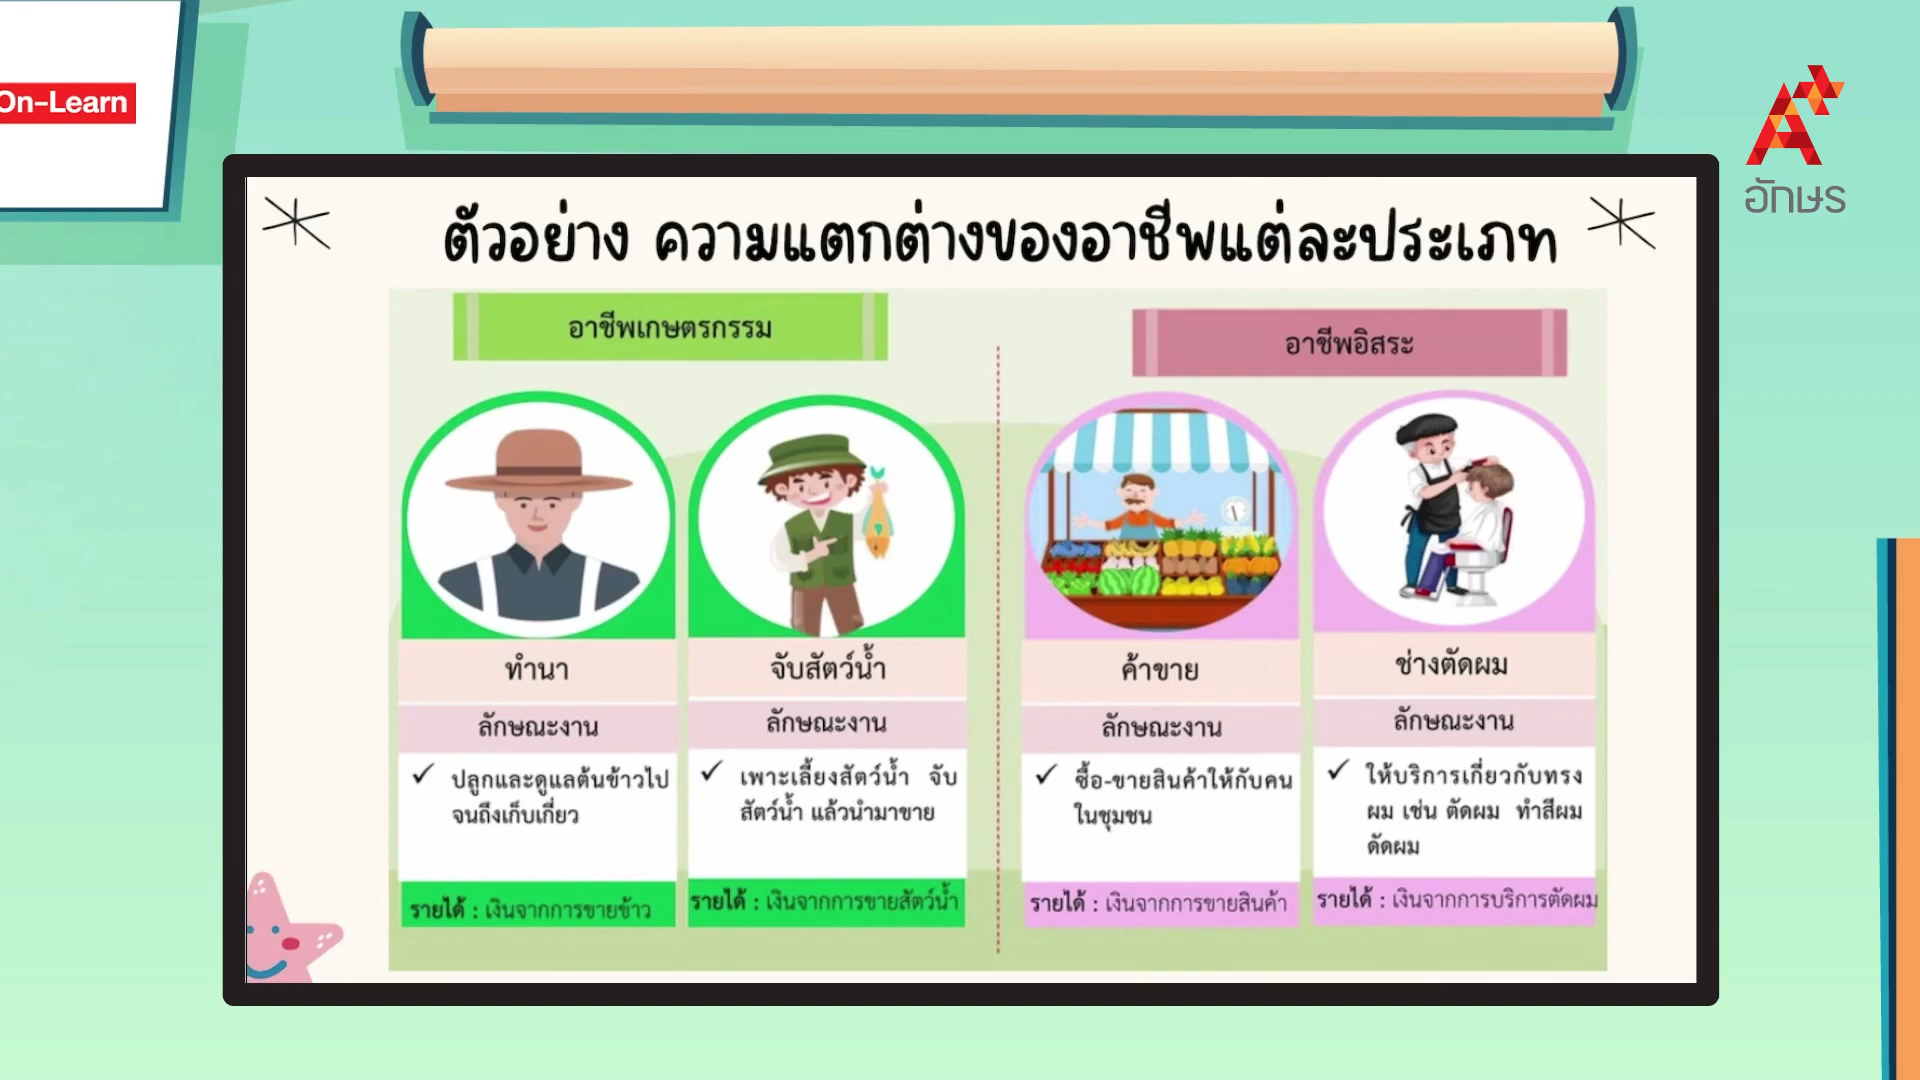 On-Learn
อักษร
ตัวอย่าง ความแตกต่างของอาชีพแต่ละประเภท
อาชีพเกษตรกรรม
ทำนา
ลักษณะงาน
✓ ปลูกและดูแลต้นข้าวไป
จนถึงเก็บเกี่ยว
รายได้ : เงินจากการขายข้าว
จับสัตว์น้ำ
ลักษณะงาน
✓ เพาะเลี้ยงสัตว์น้ำ จับ
สัตว์น้ำ แล้วนำมาขาย
รายได้ : เงินจากการขายสัตว์น้ำ
อาชีพอิสระ
ค้าขาย
ลักษณะงาน
✓ ซื้อ-ขายสินค้าให้กับคน
ในชุมชน
รายได้ : เงินจากการขายสินค้า
ช่างตัดผม
ลักษณะงาน
✓ ให้บริการเกี่ยวกับทรง
ผม เช่น ตัดผม ทำสีผม
ดัดผม
รายได้ : เงินจากการบริการตัดผม